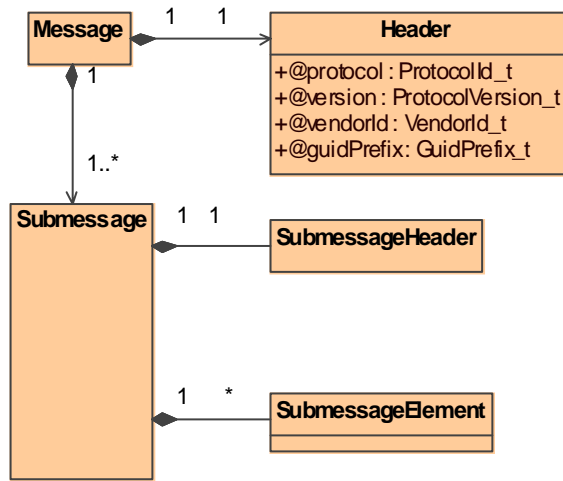 Message
1 1
Header
+@protocol : ProtocolId_t
+@version : ProtocolVersion_t
+@vendorId : VendorId_t
+@guidPrefix: GuidPrefix_t
1
1..*
Submessage
1 1
SubmessageHeader
1 *
SubmessageElement